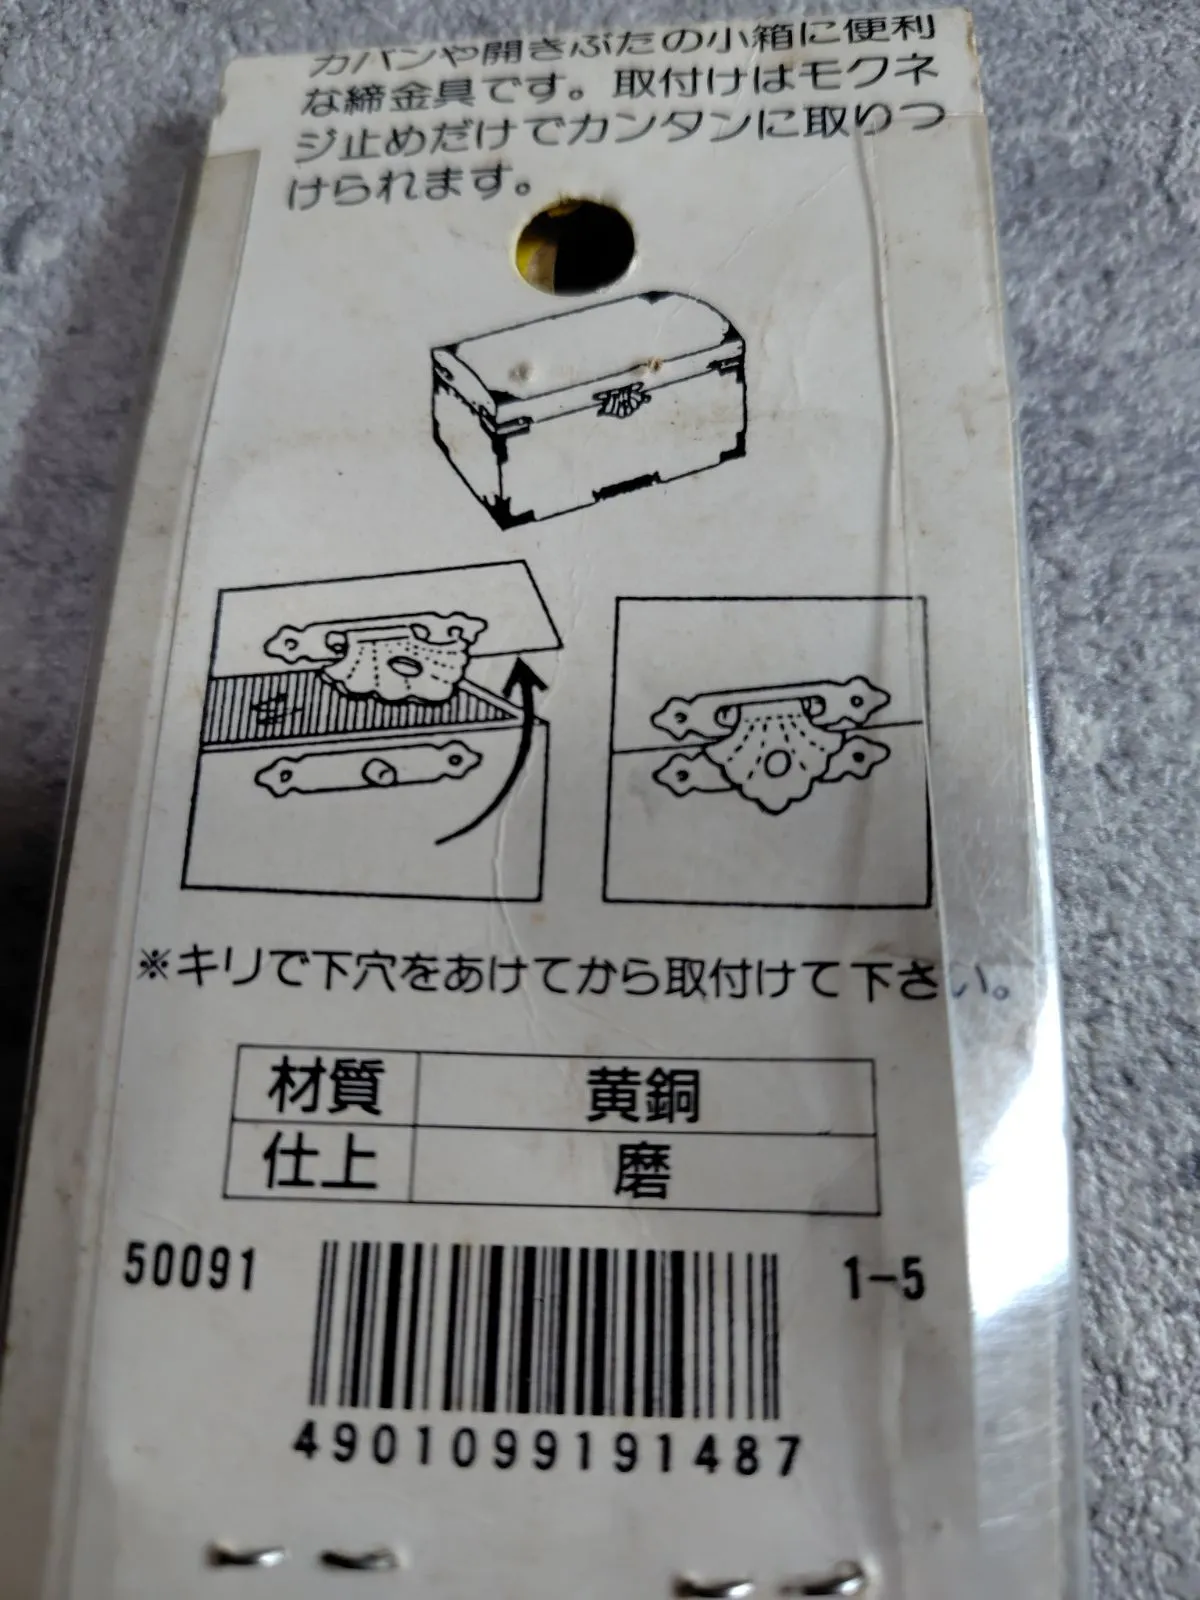 カバンや開きぶたの小箱に便利
な締金具です。取付けはモクネ
ジ止めだけでカンタンに取りつ
けられます。
※キリで下穴をあけてから取付けて下さい。
材質 黄銅
仕上 磨
50091 1-5
4901099191487